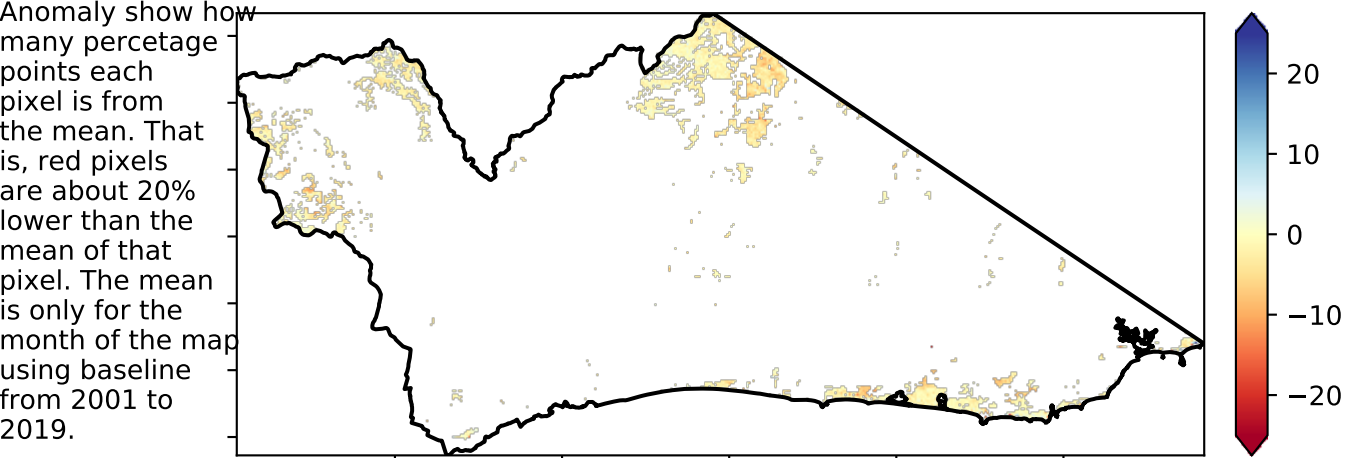 Anomaly show how
many percetage
points each
pixel is from
the mean. That
is, red pixels
are about 20%
lower than the
mean of that
pixel. The mean
is only for the
month of the map
using baseline
from 2001 to
2019.
20
10
0
−10
−20